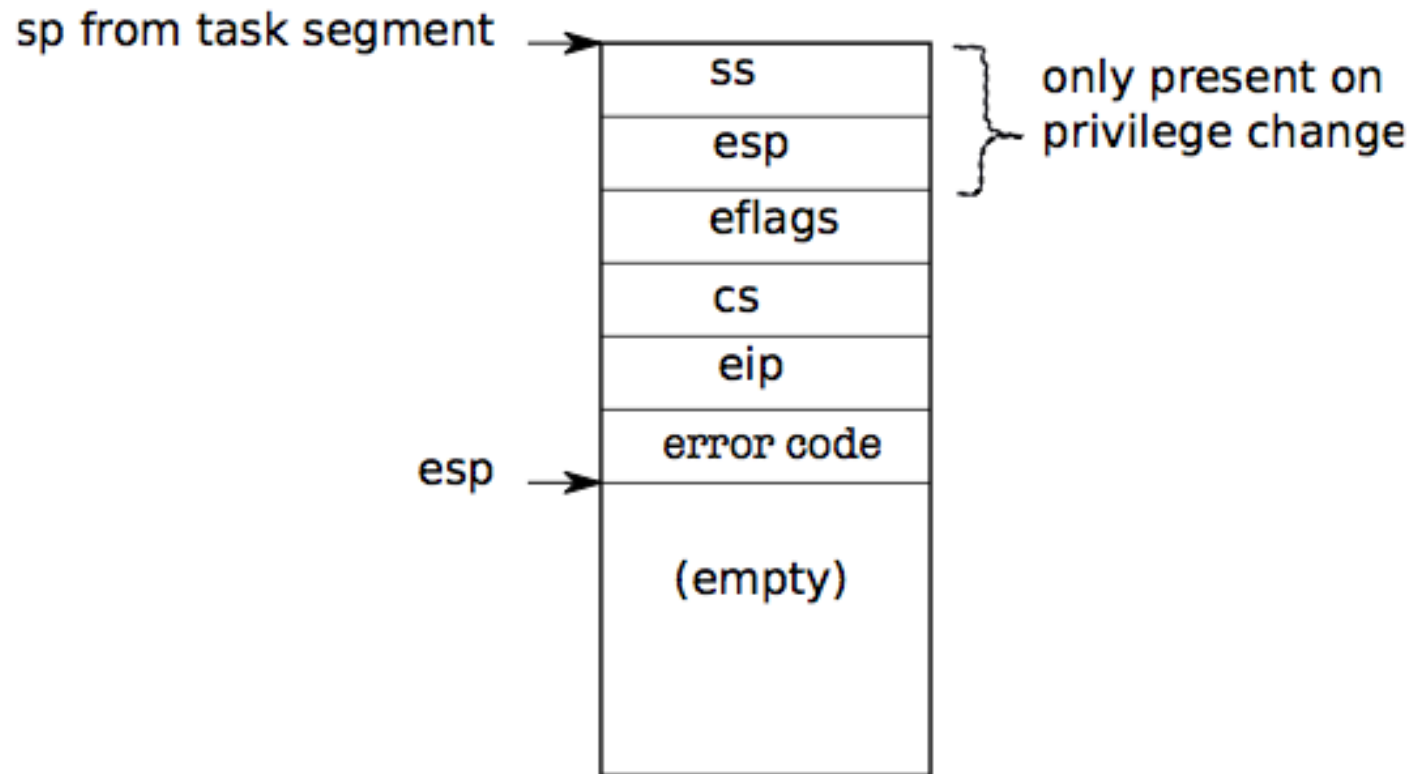 sp from task segment
ss
only present on
privilege change
esp
eflags
cs
eip
error code
esp
(empty)